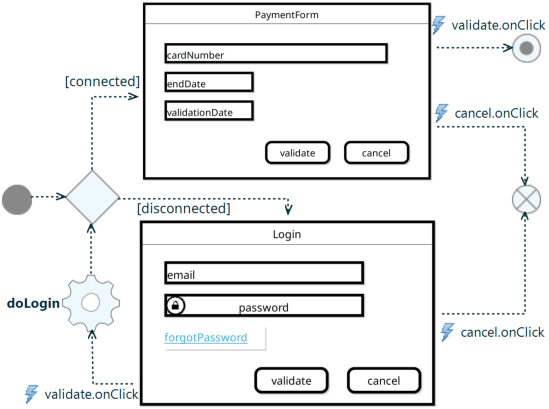 PaymentForm
validate.onClick
cardNumber
[connected]
endDate
validationDate
cancel.onClick
validate
cancel
[disconnected]
Login
email
doLogin
password
cancel.onClick
forgotPassword
validate
cancel
validate.onClick